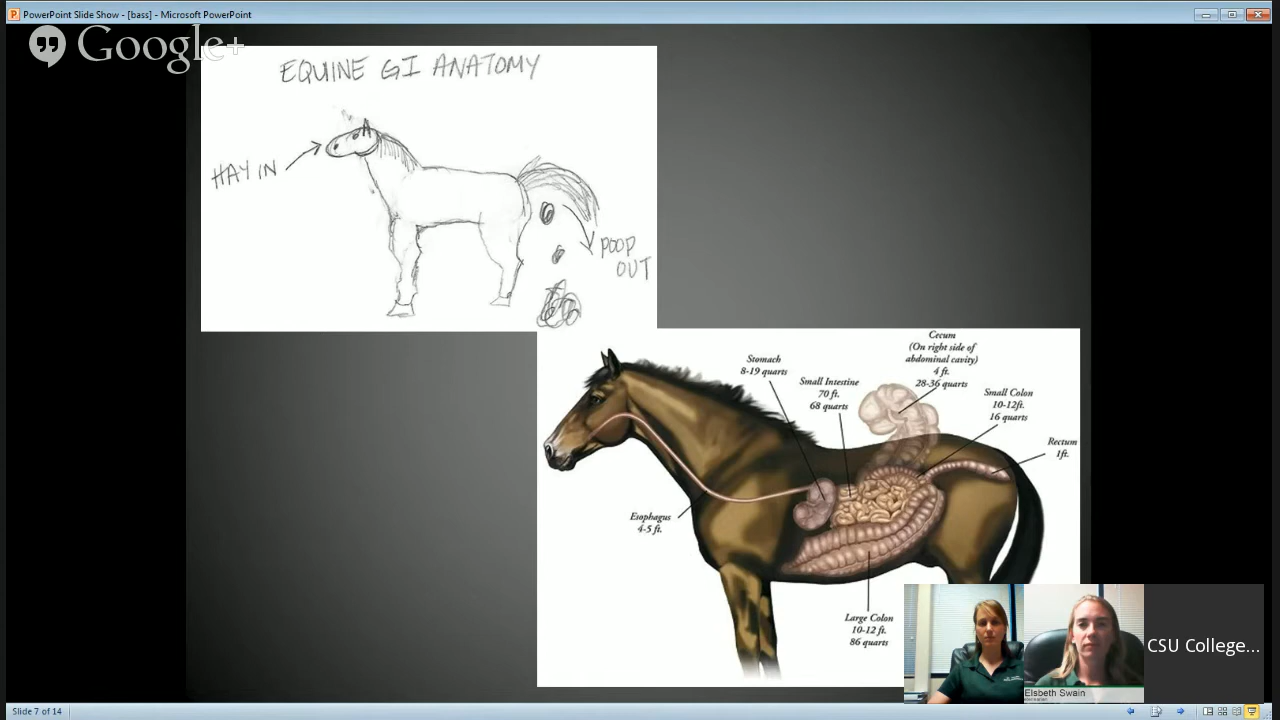 PowerPoint Slide Show - [bass] - Microsoft PowerPoint
Google+
EQUINE GI ANATOMY
HAY IN
POOP
OUT
Cecum
(On right side of
abdominal cavity)
4 ft.
28-36 quarts
Stomach
8-19 quarts
Small Intestine
70 ft.
68 quarts
Small Colon
10-12ft.
16 quarts
Rectum
1ft.
Esophagus
4-5 ft.
Large Colon
10-12 ft.
86 quarts
CSU College...
Elsbeth Swain
Slide 7 of 14